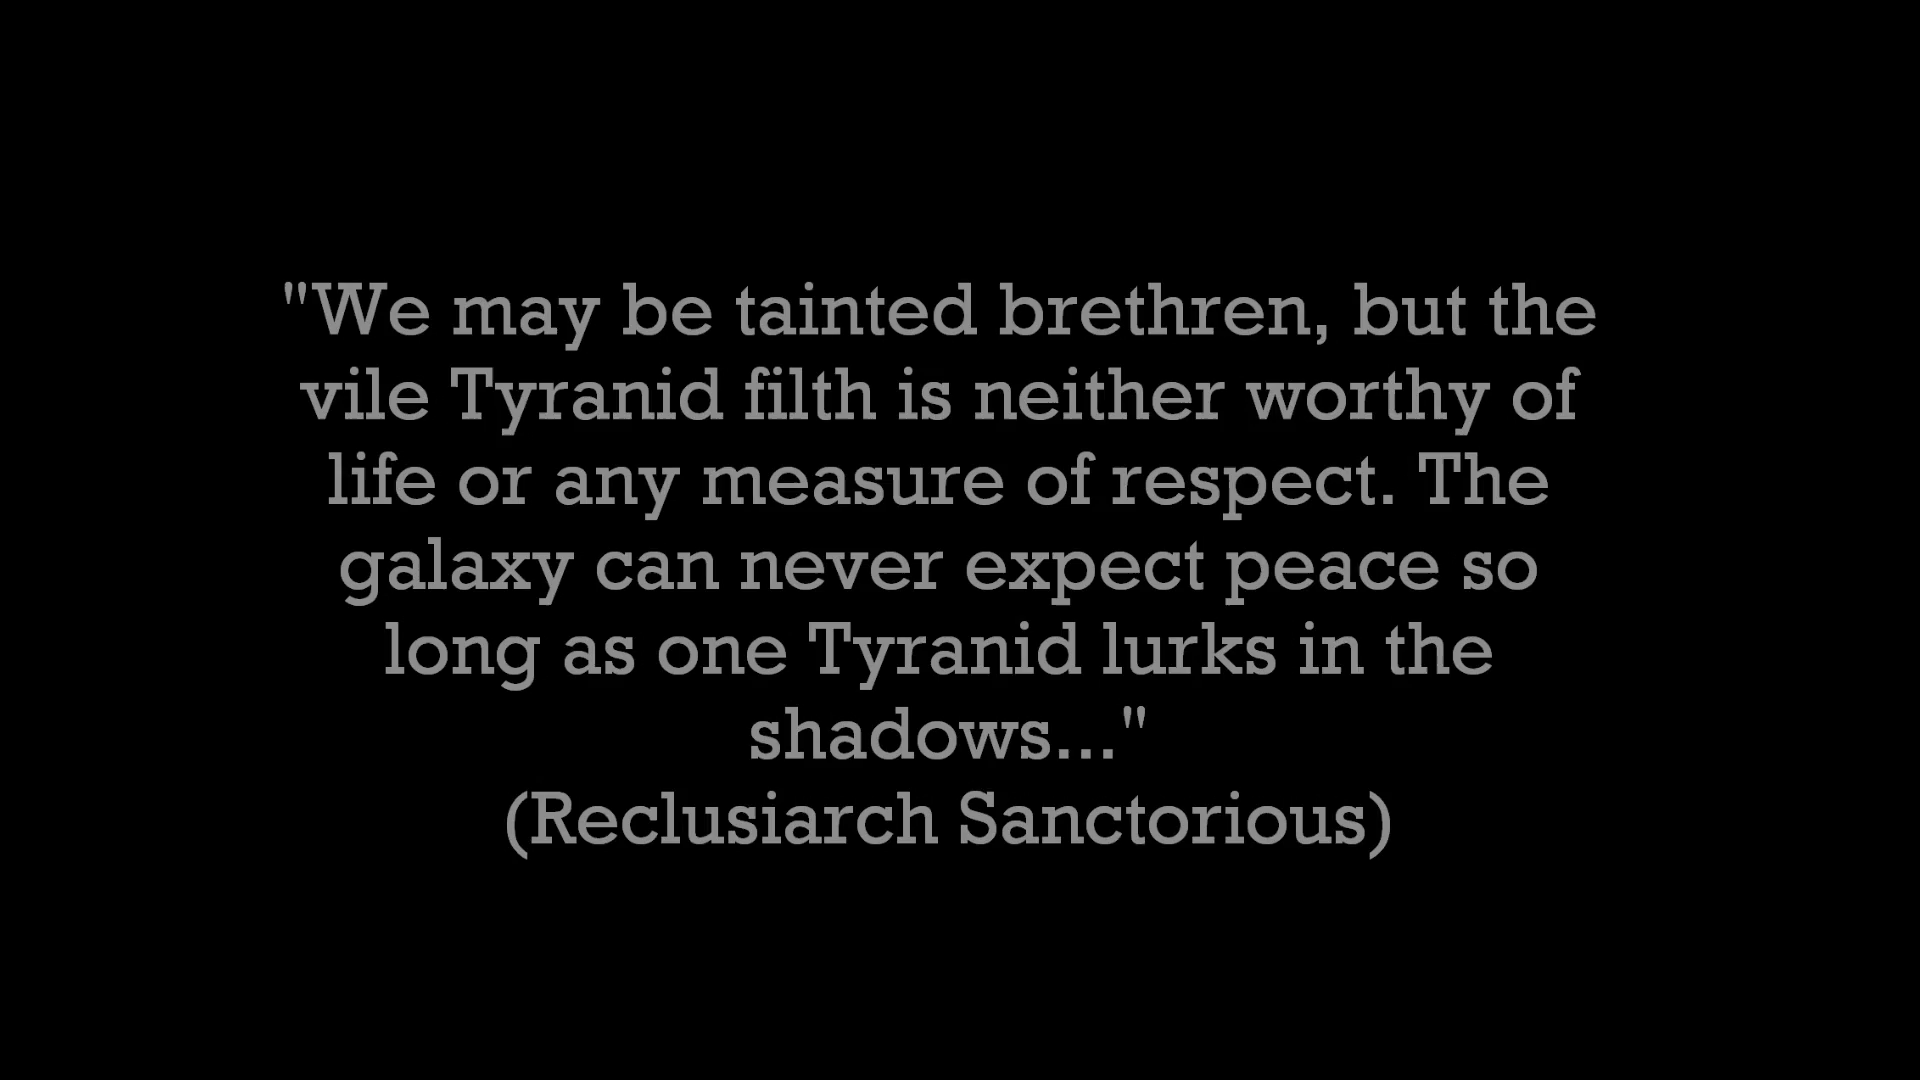 "We may be tainted brethren, but the
vile Tyranid filth is neither worthy of
life or any measure of respect. The
galaxy can never expect peace so
long as one Tyranid lurks in the
shadows..."
(Reclusiarch Sanctorious)